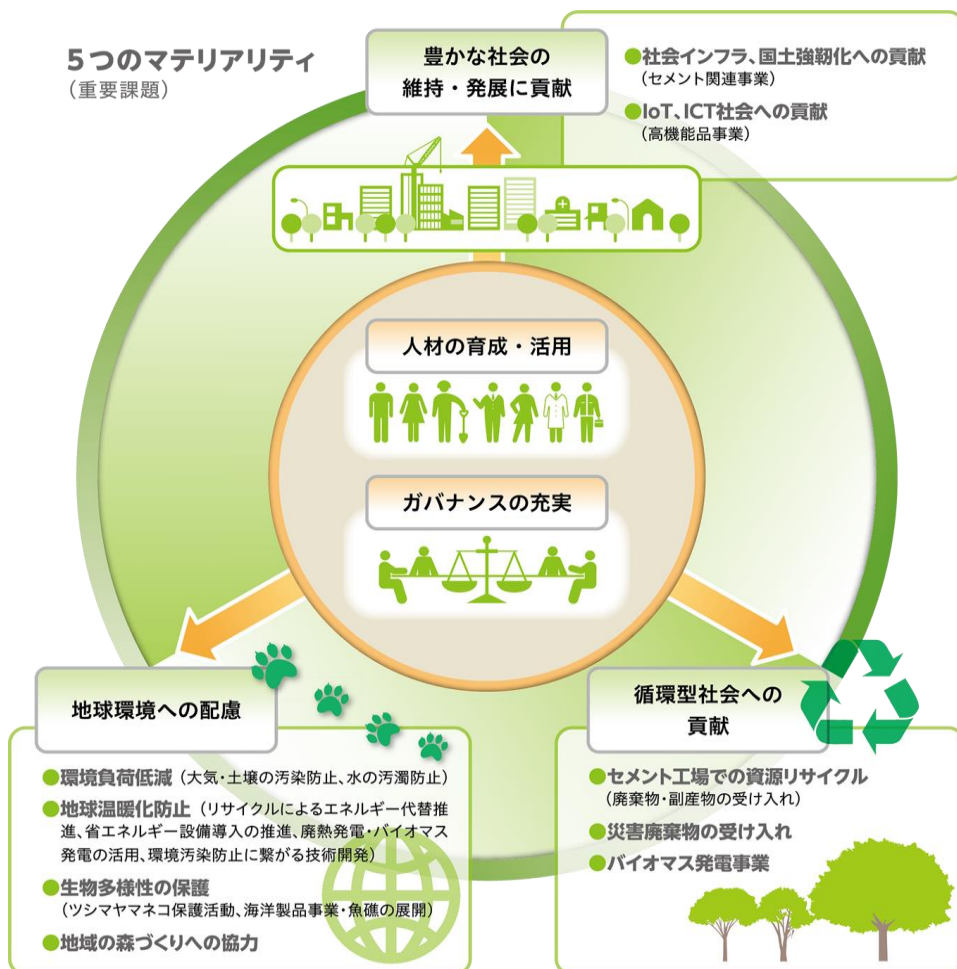 5つのマテリアリティ
（重要課題）
豊かな社会の
維持・発展に貢献
●社会インフラ、国土強靭化への貢献
（セメント関連事業）
●IoT、ICT社会への貢献
（高機能品事業）
人材の育成・活用
ガバナンスの充実
地球環境への配慮
●環境負荷低減（大気・土壌の汚染防止、水の汚濁防止）
●地球温暖化防止（リサイクルによるエネルギー代替推
進、省エネルギー設備導入の推進、廃熱発電・バイオマス
発電の活用、環境汚染防止に繋がる技術開発）
●生物多様性の保護
（ツシマヤマネコ保護活動、海洋製品事業・魚礁の展開）
●地域の森づくりへの協力
循環型社会への
貢献
●セメント工場での資源リサイクル
（廃棄物・副産物の受け入れ）
●災害廃棄物の受け入れ
●バイオマス発電事業